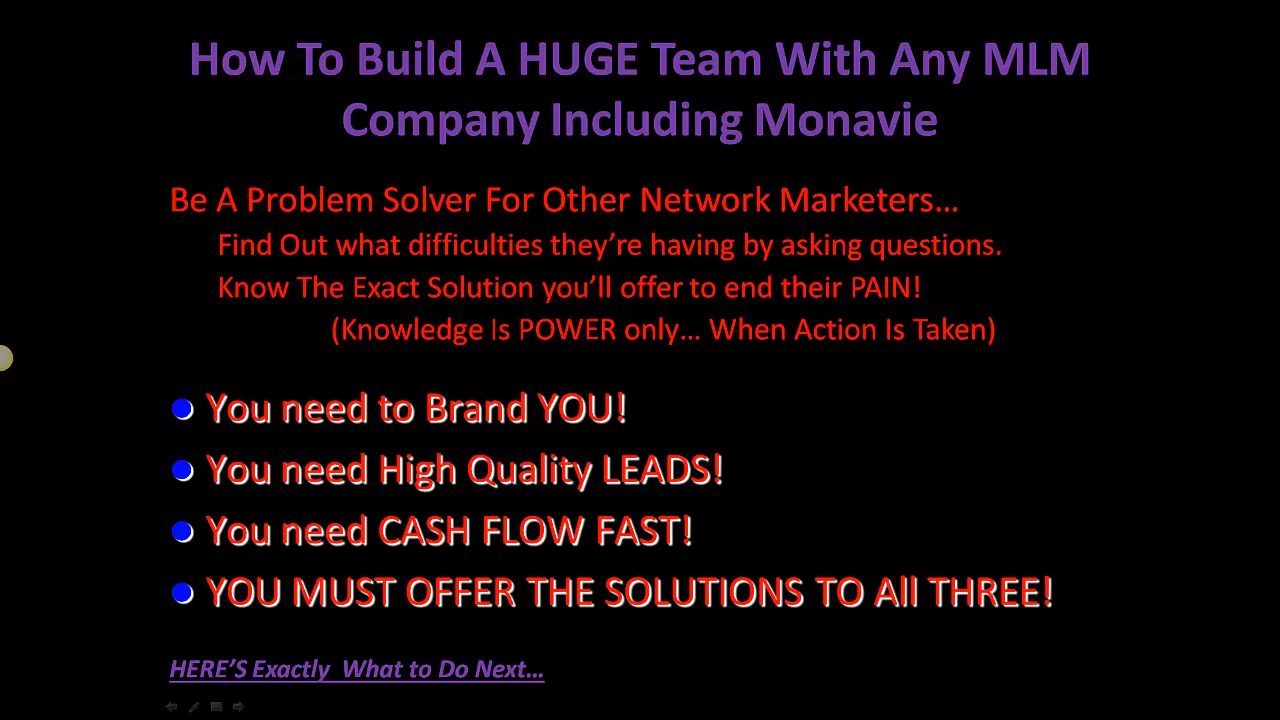 How To Build A HUGE Team With Any MLM
Company Including Monavie
Be A Problem Solver For Other Network Marketers…
Find Out what difficulties they’re having by asking questions.
Know The Exact Solution you’ll offer to end their PAIN!
(Knowledge Is POWER only… When Action Is Taken)
You need to Brand YOU!
You need High Quality LEADS!
You need CASH FLOW FAST!
YOU MUST OFFER THE SOLUTIONS TO All THREE!
HERE’S Exactly  What to Do Next…